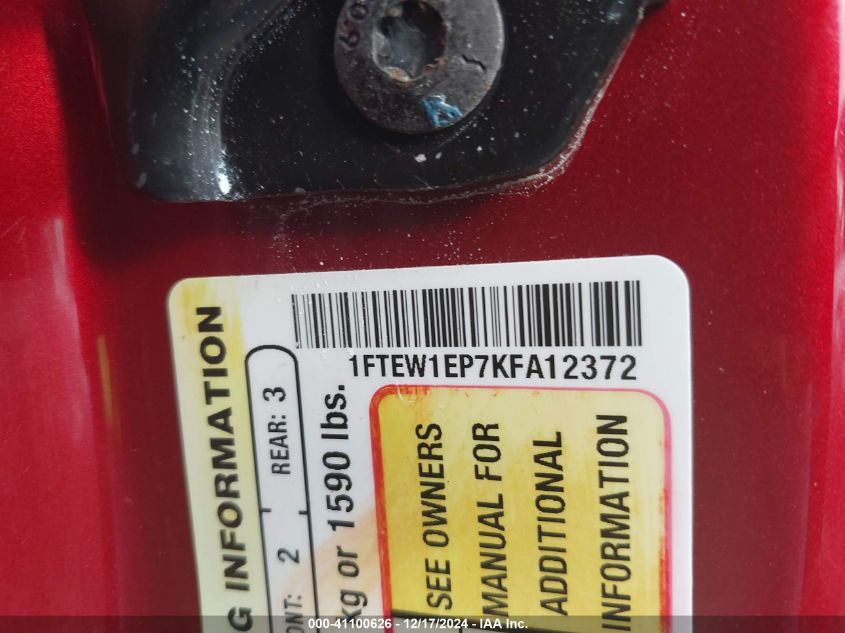 1FTEW1EP7KFA12372
G INFORMATION
ONT: 2 REAR: 3
kg or 1590 lbs.
SEE OWNERS
MANUAL FOR
ADDITIONAL
INFORMATION
000-41100626 - 12/17/2024 - IAA Inc.